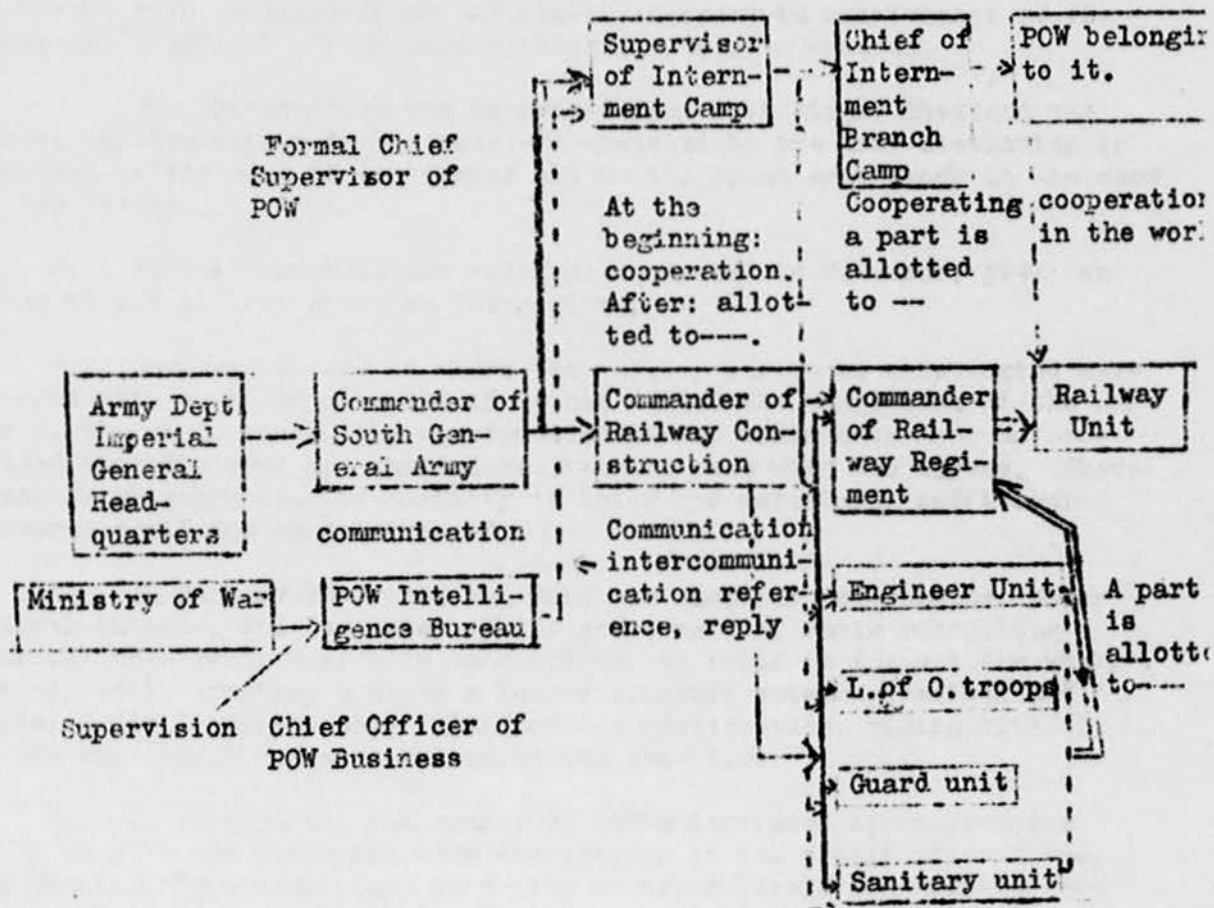 Supervisor
of Intern-
ment Camp
Chief of
Intern-
ment
Branch
Camp
POW belongin
to it.
Formal Chief
Supervisor of
POW
At the
beginning:
cooperation.
After: allot-
ted to---.
Cooperating
a part is
allotted
to --
cooperation
in the wor
Army Dept
Imperial
General
Head-
quarters
Commander of
South Gen-
eral Army
Commander of
Railway Con-
struction
Commander
of Rail-
way Regi-
ment
Railway
Unit
communication
Communication
intercommuni-
cation refer-
ence, reply
Ministry of War
POW Intelli-
gence Bureau
Engineer Unit
A part
is
allott
to---
L. of C. troops
Supervision
Chief Officer of
POW Business
Guard unit
Sanitary unit